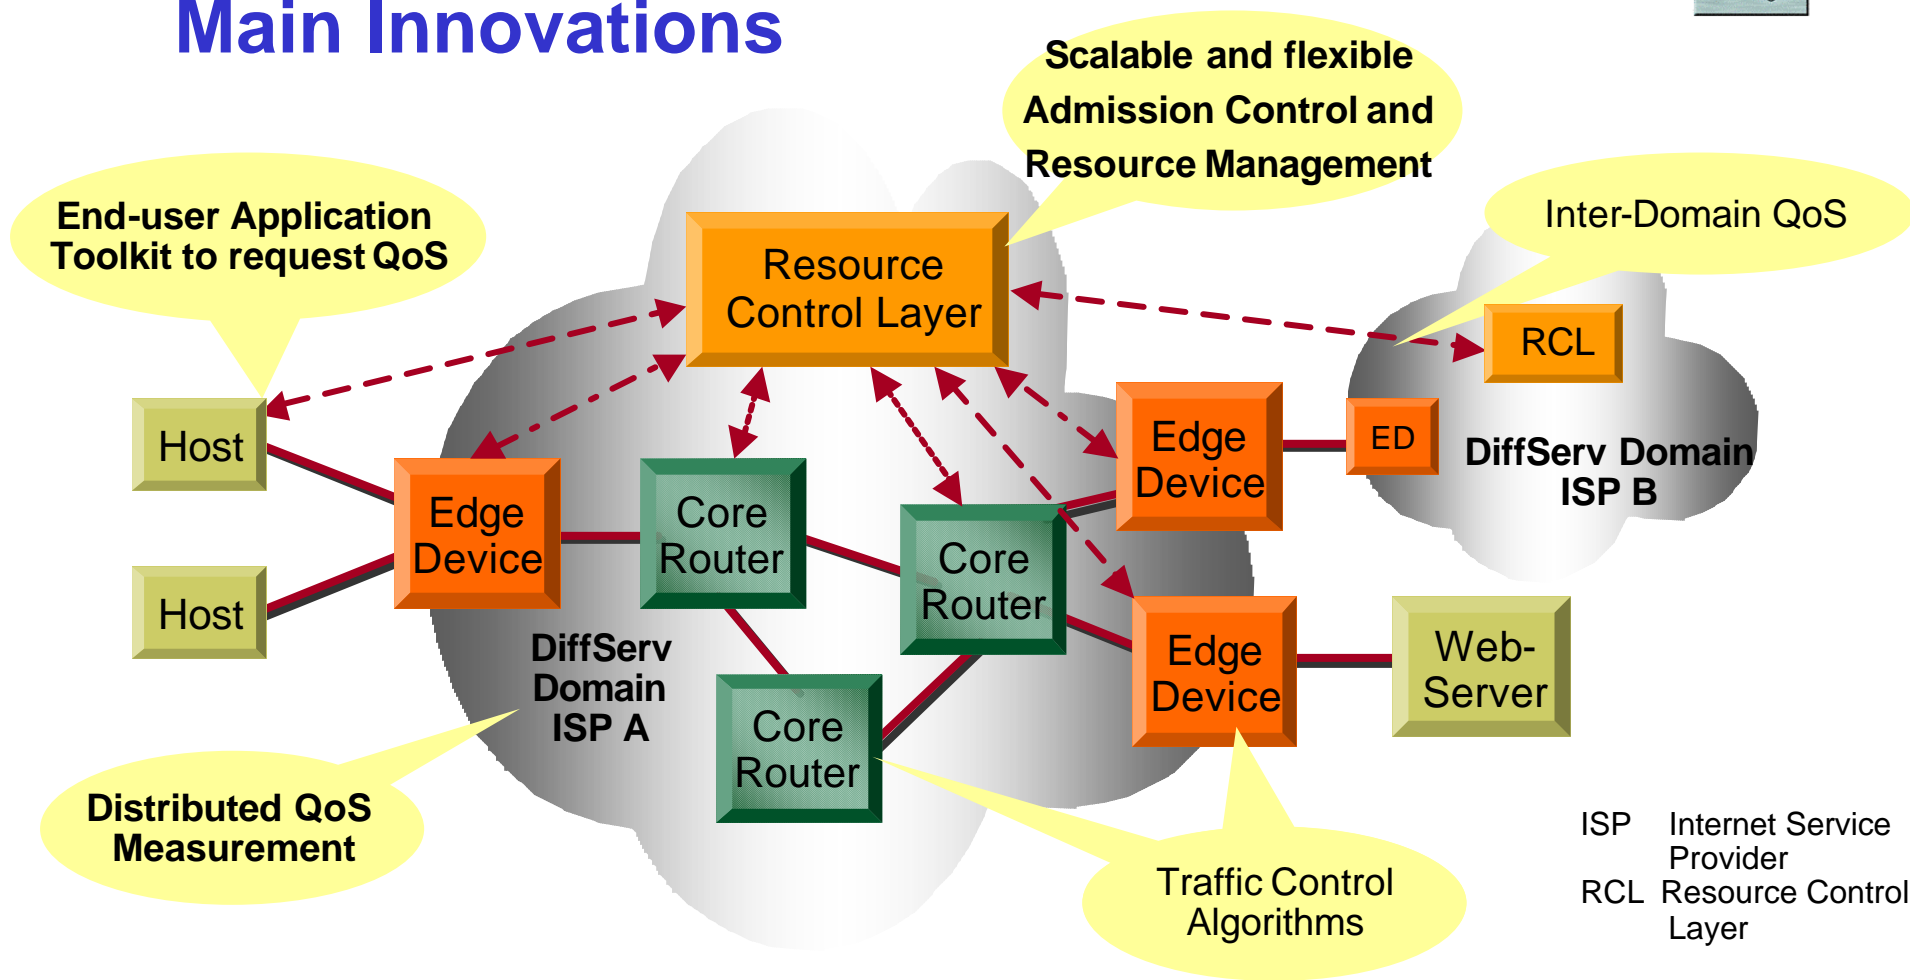 Main Innovations
Scalable and flexible
Admission Control and
Resource Management
End-user Application
Toolkit to request QoS
Inter-Domain QoS
Resource
Control Layer
RCL
Host
Edge
Device
ED
DiffServ Domain
ISP B
Edge
Device
Core
Router
Core
Router
Host
DiffServ
Domain
ISP A
Edge
Device
Web-
Server
Core
Router
Distributed QoS
Measurement
Traffic Control
Algorithms
ISP Internet Service
Provider
RCL Resource Control
Layer